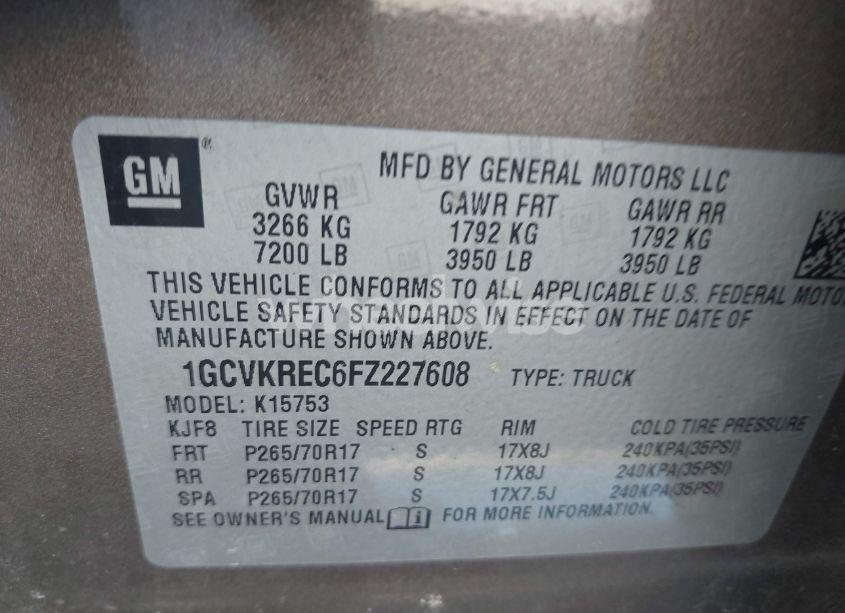 GM®
MFD BY GENERAL MOTORS LLC
GVWR GAWR FRT GAWR RR
3266 KG 1792 KG 1792 KG
7200 LB 3950 LB 3950 LB
THIS VEHICLE CONFORMS TO ALL APPLICABLE U.S. FEDERAL MOTO
VEHICLE SAFETY STANDARDS IN EFFECT ON THE DATE OF
MANUFACTURE SHOWN ABOVE.
1GCVKREC6FZ227608 TYPE: TRUCK
MODEL: K15753
KJF8 TIRE SIZE SPEED RTG RIM COLD TIRE PRESSURE
FRT P265/70R17 S 17X8J 240KPA(35PSI)
RR P265/70R17 S 17X8J 240KPA(35PSI)
SPA P265/70R17 S 17X7.5J 240KPA(35PSI)
SEE OWNER'S MANUAL FOR MORE INFORMATION.